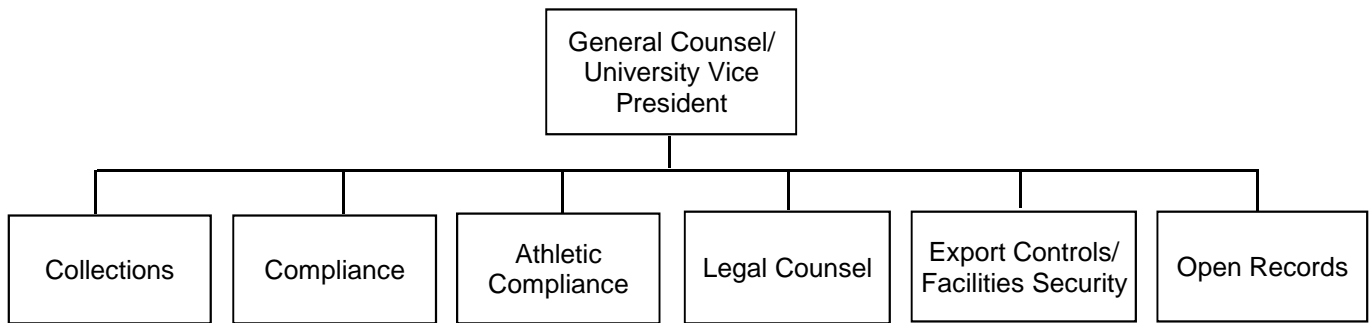 General Counsel/
University Vice
President
Collections
Compliance
Athletic
Compliance
Legal Counsel
Export Controls/
Facilities Security
Open Records